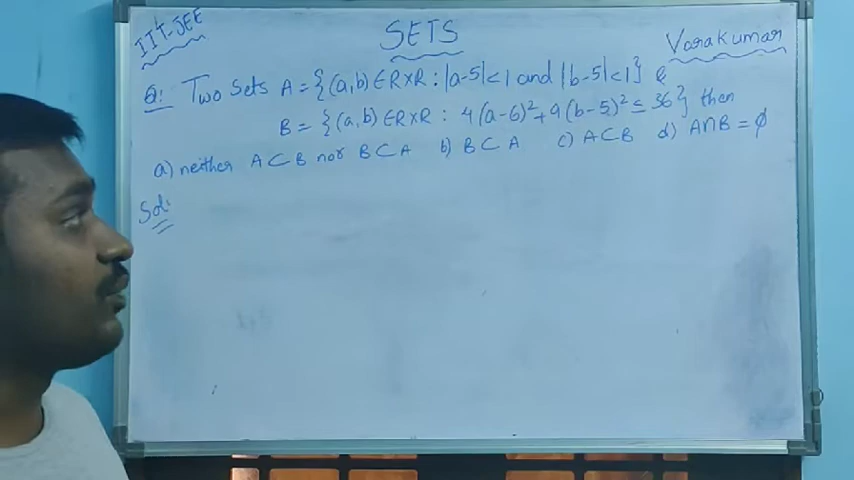 IIT-JEE
SETS
Varakumar
Q: Two Sets A = {(a,b) ∈ R×R : |a-5|<1 and |b-5|<1} &
B = {(a,b) ∈ R×R : 4(a-6)²+9(b-5)² ≤ 36} then
a) neither A⊂B nor B⊂A b) B⊂A c) A⊂B d) A∩B = ϕ
Sol: